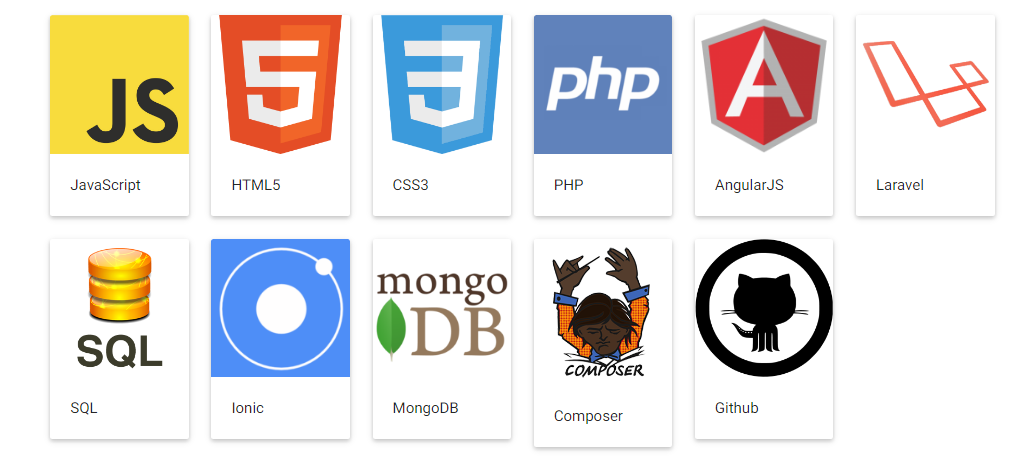 JS
5
3
php
A
JavaScript
HTML5
CSS3
PHP
AngularJS
Laravel
SQL
mongo
DB
COMPOSER
SQL
Ionic
MongoDB
Composer
Github